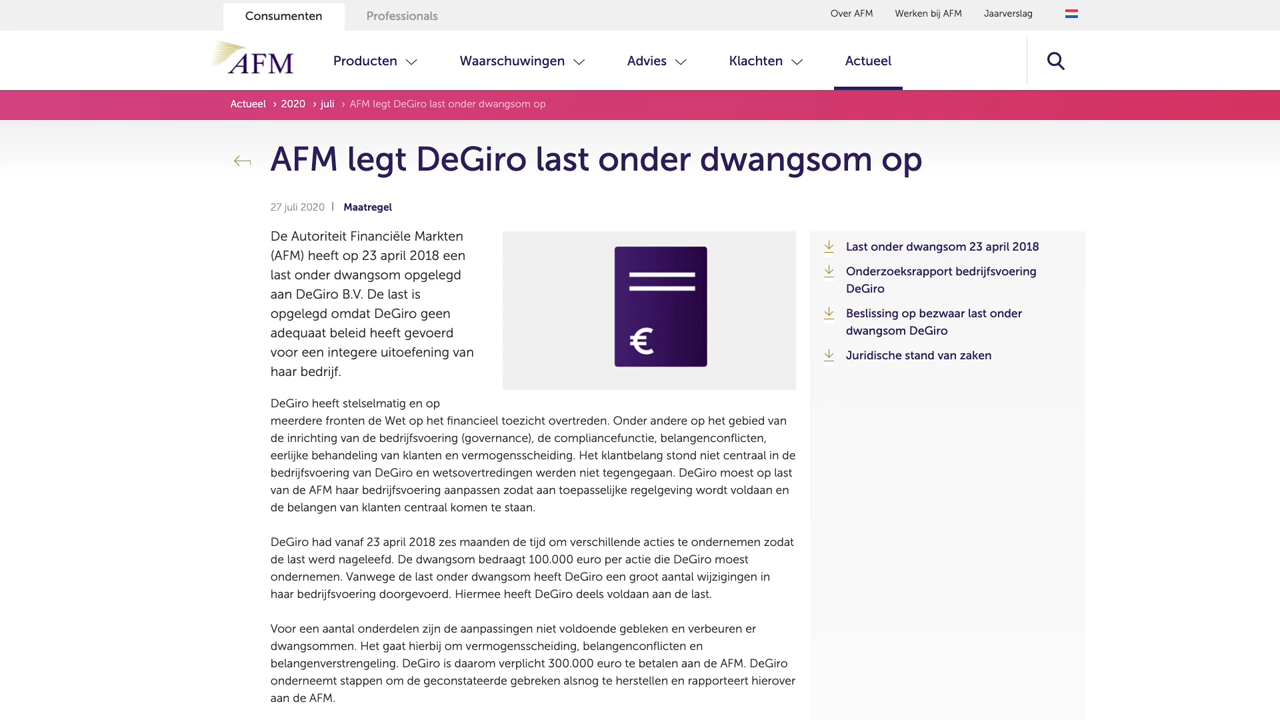 Consumenten
Professionals
Over AFM
Werken bij AFM
Jaarverslag
AFM
Producten
Waarschuwingen
Advies
Klachten
Actueel
Actueel › 2020 › juli › AFM legt DeGiro last onder dwangsom op
AFM legt DeGiro last onder dwangsom op
27 juli 2020 | Maatregel
De Autoriteit Financiële Markten
(AFM) heeft op 23 april 2018 een
last onder dwangsom opgelegd
aan DeGiro B.V. De last is
opgelegd omdat DeGiro geen
adequaat beleid heeft gevoerd
voor een integere uitoefening van
haar bedrijf.
€
Last onder dwangsom 23 april 2018
Onderzoeksrapport bedrijfsvoering
DeGiro
Beslissing op bezwaar last onder
dwangsom DeGiro
Juridische stand van zaken
DeGiro heeft stelselmatig en op
meerdere fronten de Wet op het financieel toezicht overtreden. Onder andere op het gebied van
de inrichting van de bedrijfsvoering (governance), de compliancefunctie, belangenconflicten,
eerlijke behandeling van klanten en vermogensscheiding. Het klantbelang stond niet centraal in de
bedrijfsvoering van DeGiro en wetsovertredingen werden niet tegengegaan. DeGiro moest op last
van de AFM haar bedrijfsvoering aanpassen zodat aan toepasselijke regelgeving wordt voldaan en
de belangen van klanten centraal komen te staan.
DeGiro had vanaf 23 april 2018 zes maanden de tijd om verschillende acties te ondernemen zodat
de last werd nageleefd. De dwangsom bedraagt 100.000 euro per actie die DeGiro moest
ondernemen. Vanwege de last onder dwangsom heeft DeGiro een groot aantal wijzigingen in
haar bedrijfsvoering doorgevoerd. Hiermee heeft DeGiro deels voldaan aan de last.
Voor een aantal onderdelen zijn de aanpassingen niet voldoende gebleken en verbeuren er
dwangsommen. Het gaat hierbij om vermogensscheiding, belangenconflicten en
belangenverstrengeling. DeGiro is daarom verplicht 300.000 euro te betalen aan de AFM. DeGiro
onderneemt stappen om de geconstateerde gebreken alsnog te herstellen en rapporteert hierover
aan de AFM.